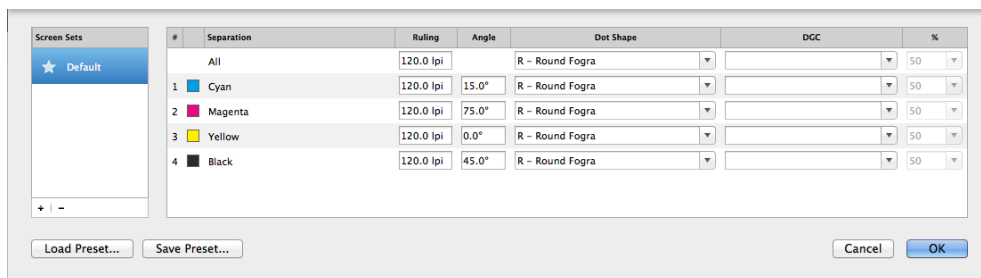 Screen Sets # Separation Ruling Angle Dot Shape DGC %
Default
All 120.0 lpi R – Round Fogra 50
1 Cyan 120.0 lpi 15.0° R – Round Fogra 50
2 Magenta 120.0 lpi 75.0° R – Round Fogra 50
3 Yellow 120.0 lpi 0.0° R – Round Fogra 50
4 Black 120.0 lpi 45.0° R – Round Fogra 50
+ –
Load Preset... Save Preset... Cancel OK